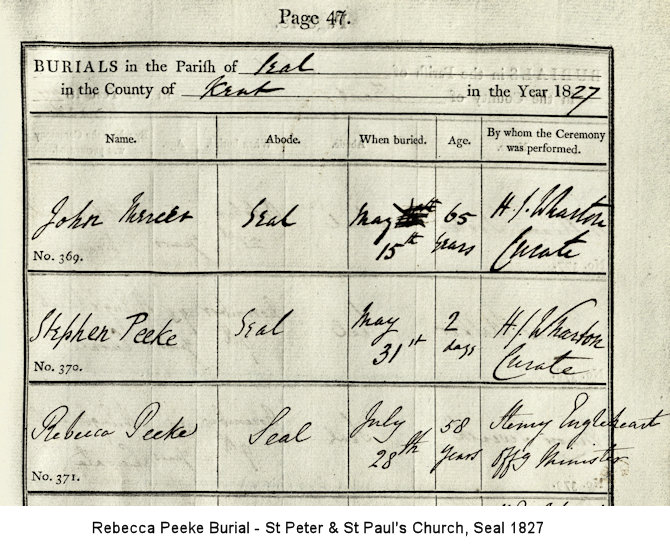 Page 47.
BURIALS in the Parish of Seal
in the County of Kent in the Year 1827
Name. Abode. When buried. Age. By whom the Ceremony was performed.
John Seal May 65 H. J. Wharton
No. 369. 15th Years Curate
Stephen Peeke Seal May 2 H. J. Wharton
No. 370. 31st days Curate
Rebecca Peeke Seal July 58 Henry Engleheart
No. 371. 28th Years offg Minister
Rebecca Peeke Burial - St Peter & St Paul's Church, Seal 1827